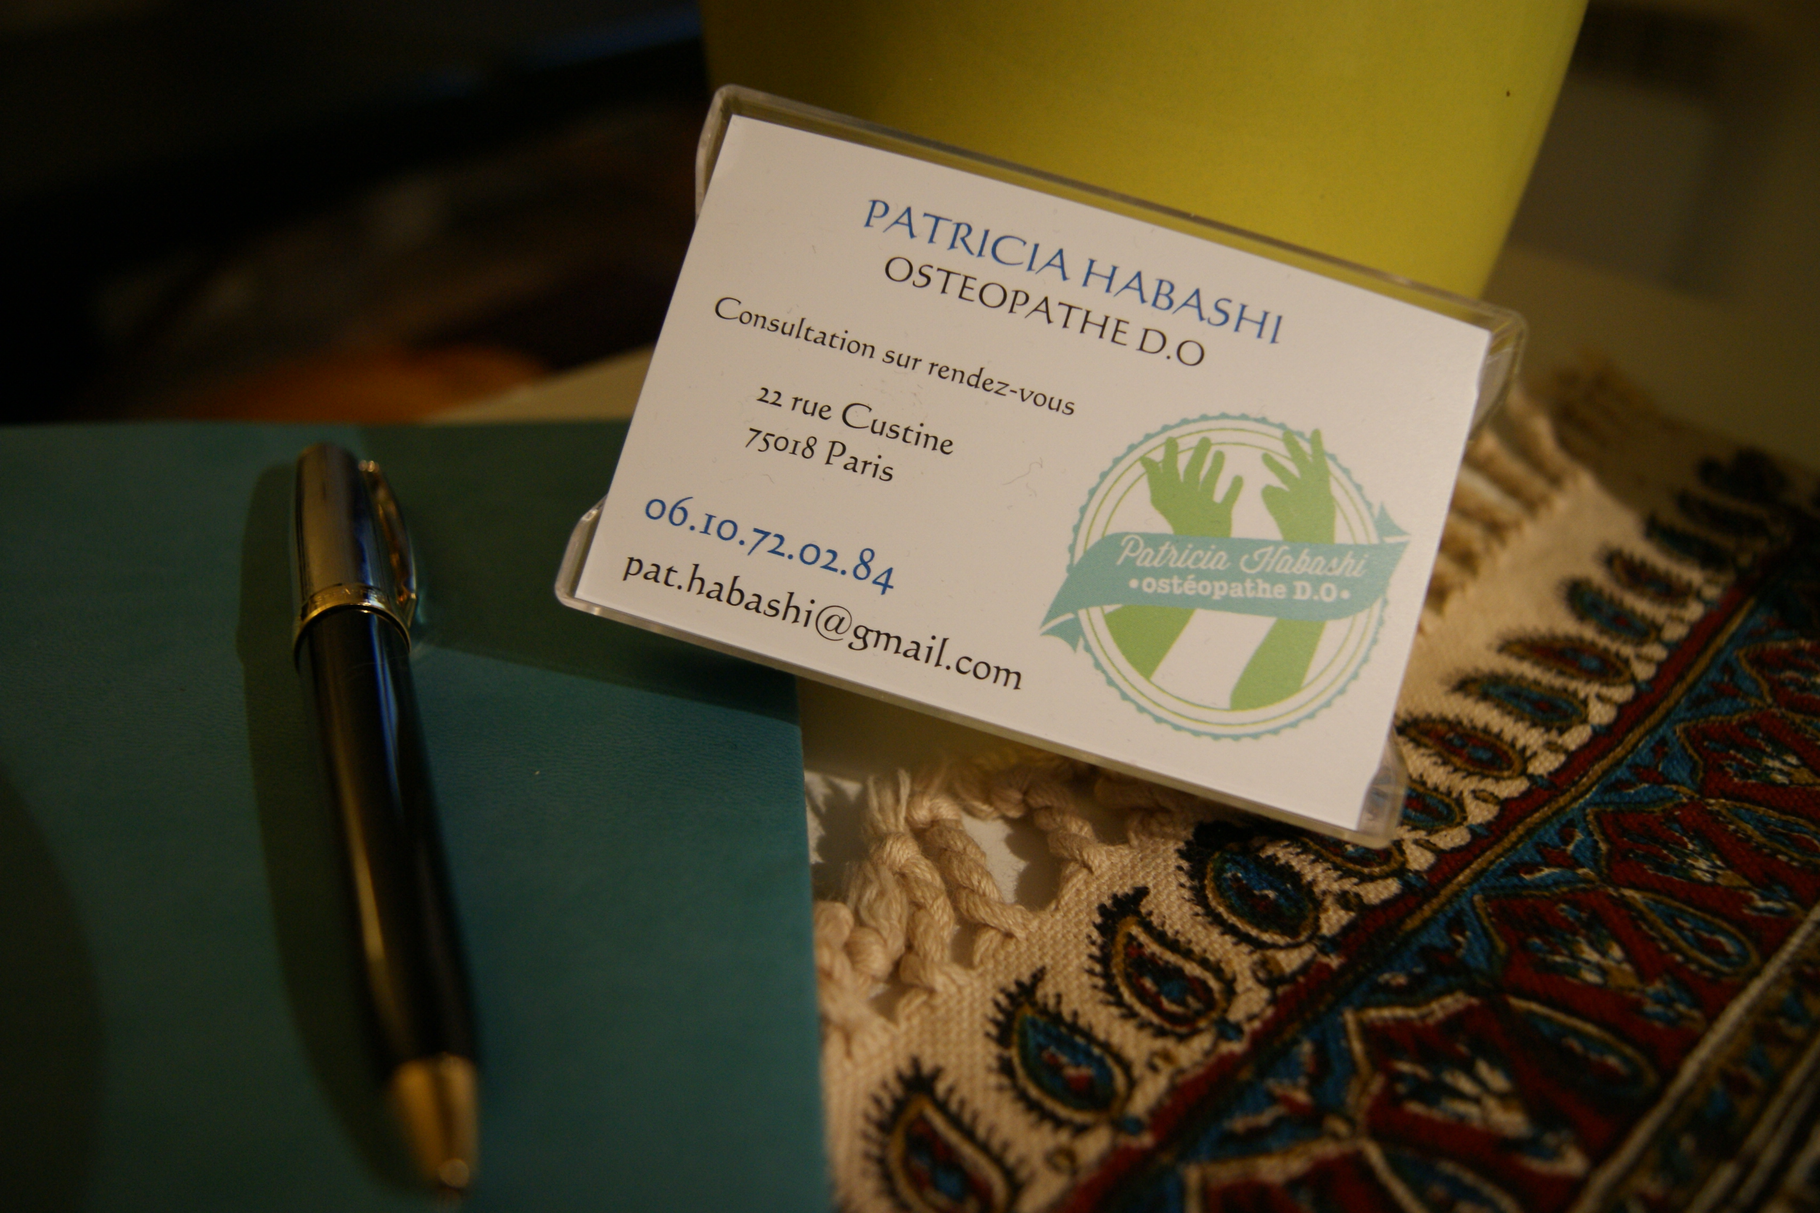 PATRICIA HABASHI
OSTEOPATHE D.O
Consultation sur rendez-vous
22 rue Custine
75018 Paris
06.10.72.02.84
pat.habashi@gmail.com
Patricia Habashi
•ostéopathe D.O•